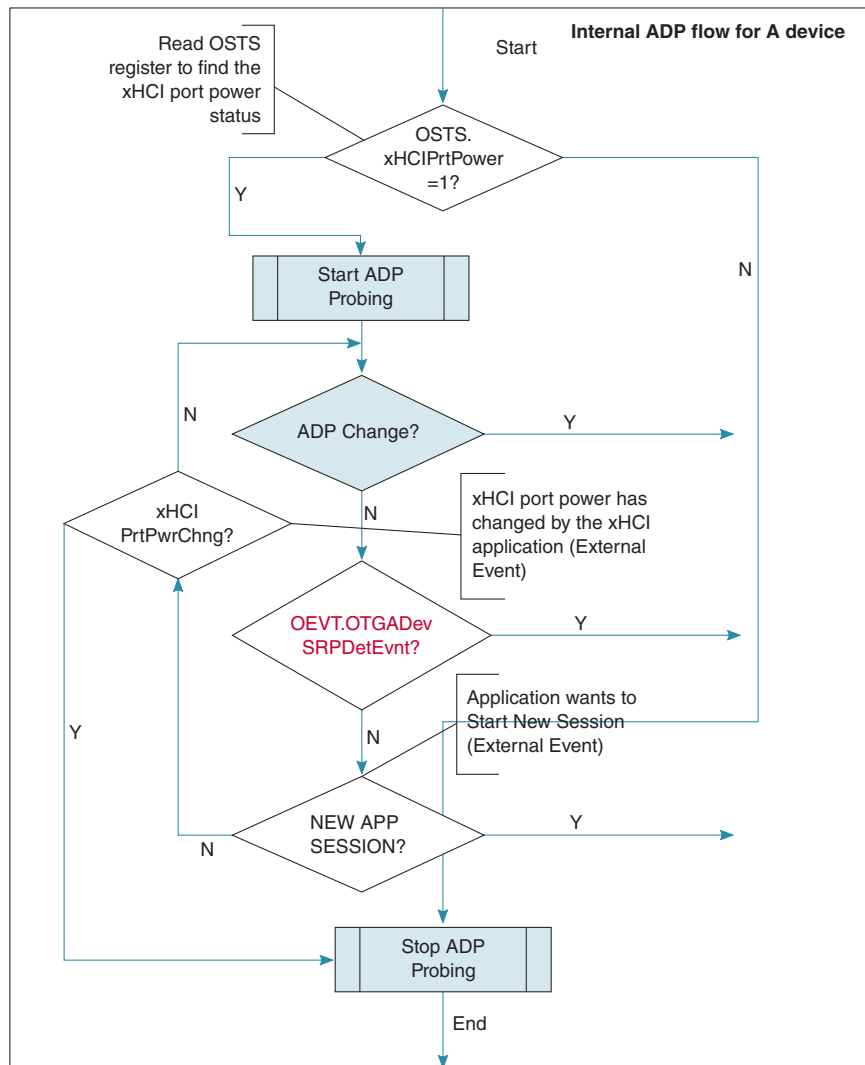 Internal ADP flow for A device
Start
Read OSTS
register to find the
xHCI port power
status
OSTS.
xHCIPrtPower
=1?
Y
N
Start ADP
Probing
N
ADP Change?
Y
xHCI
PrtPwrChng?
N
xHCI port power has
changed by the xHCI
application (External
Event)
OEVT.OTGADev
SRPDetEvnt?
Y
Y
N
Application wants to
Start New Session
(External Event)
NEW APP
SESSION?
N
Y
Stop ADP
Probing
End